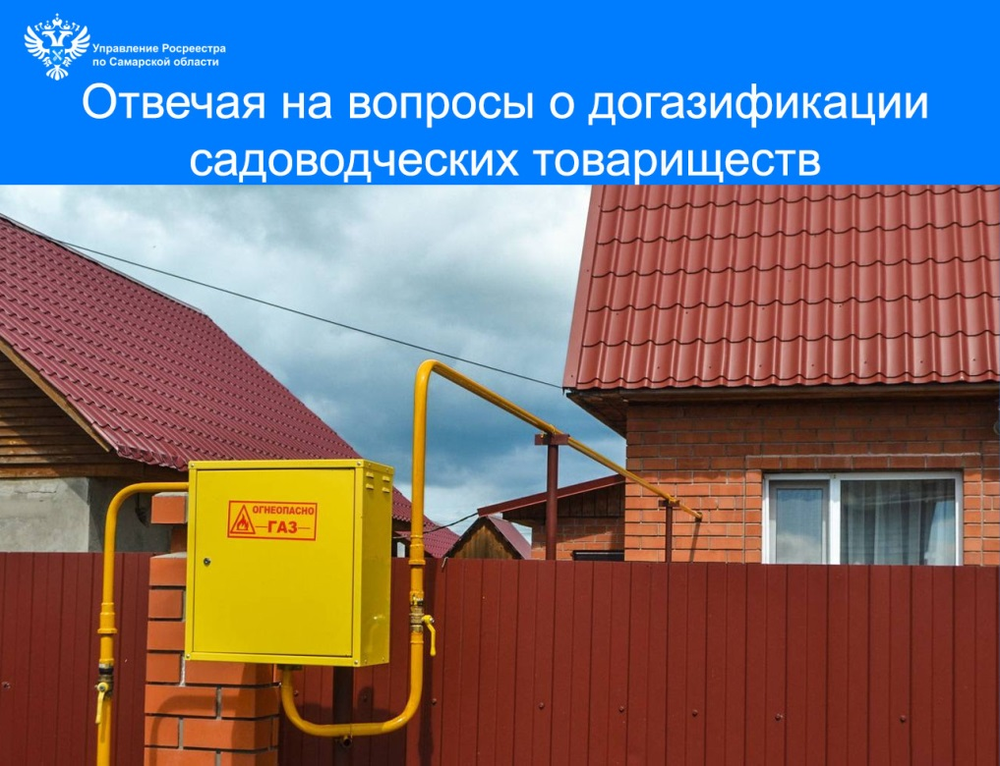 Управление Росреестра
по Самарской области
Отвечая на вопросы о догазификации
садоводческих товариществ
ОГНЕОПАСНО
ГАЗ